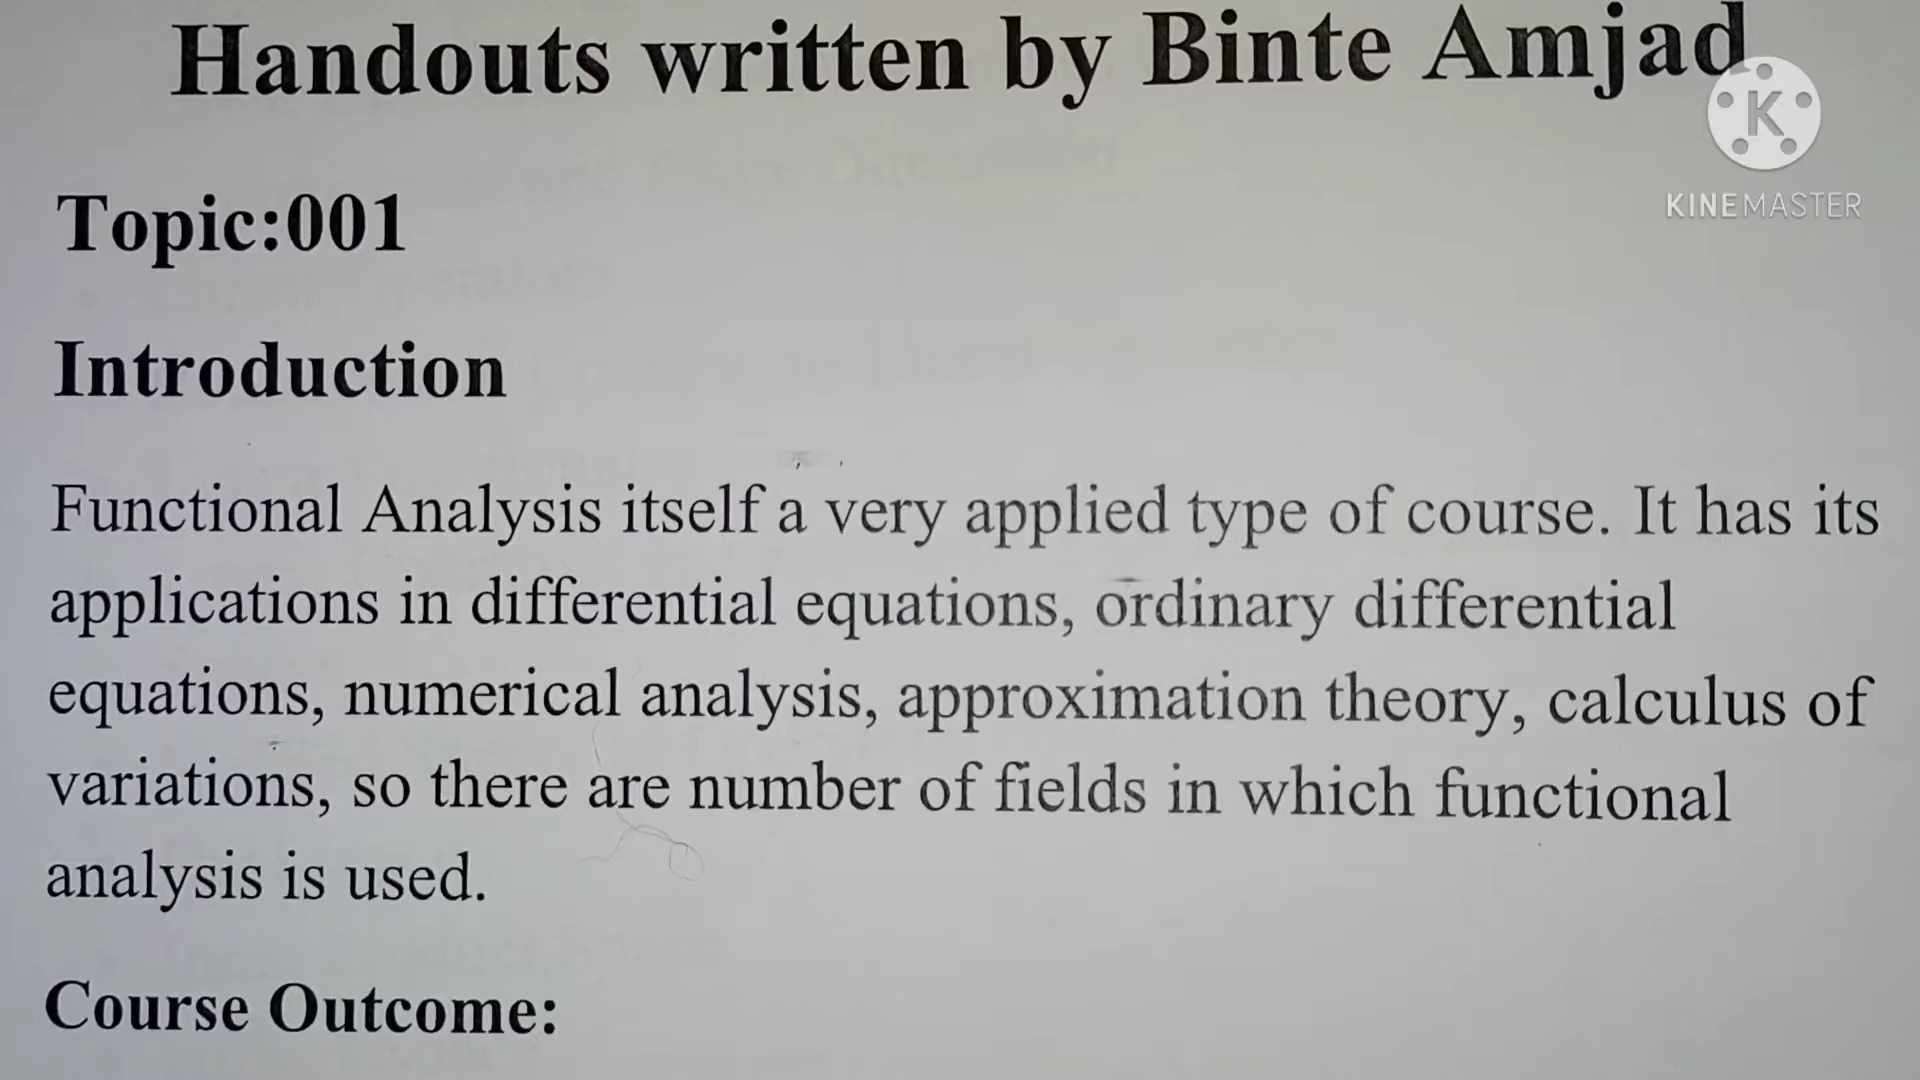 Handouts written by Binte Amjad
K
KINEMASTER
Topic:001
Introduction
Functional Analysis itself a very applied type of course. It has its
applications in differential equations, ordinary differential
equations, numerical analysis, approximation theory, calculus of
variations, so there are number of fields in which functional
analysis is used.
Course Outcome: